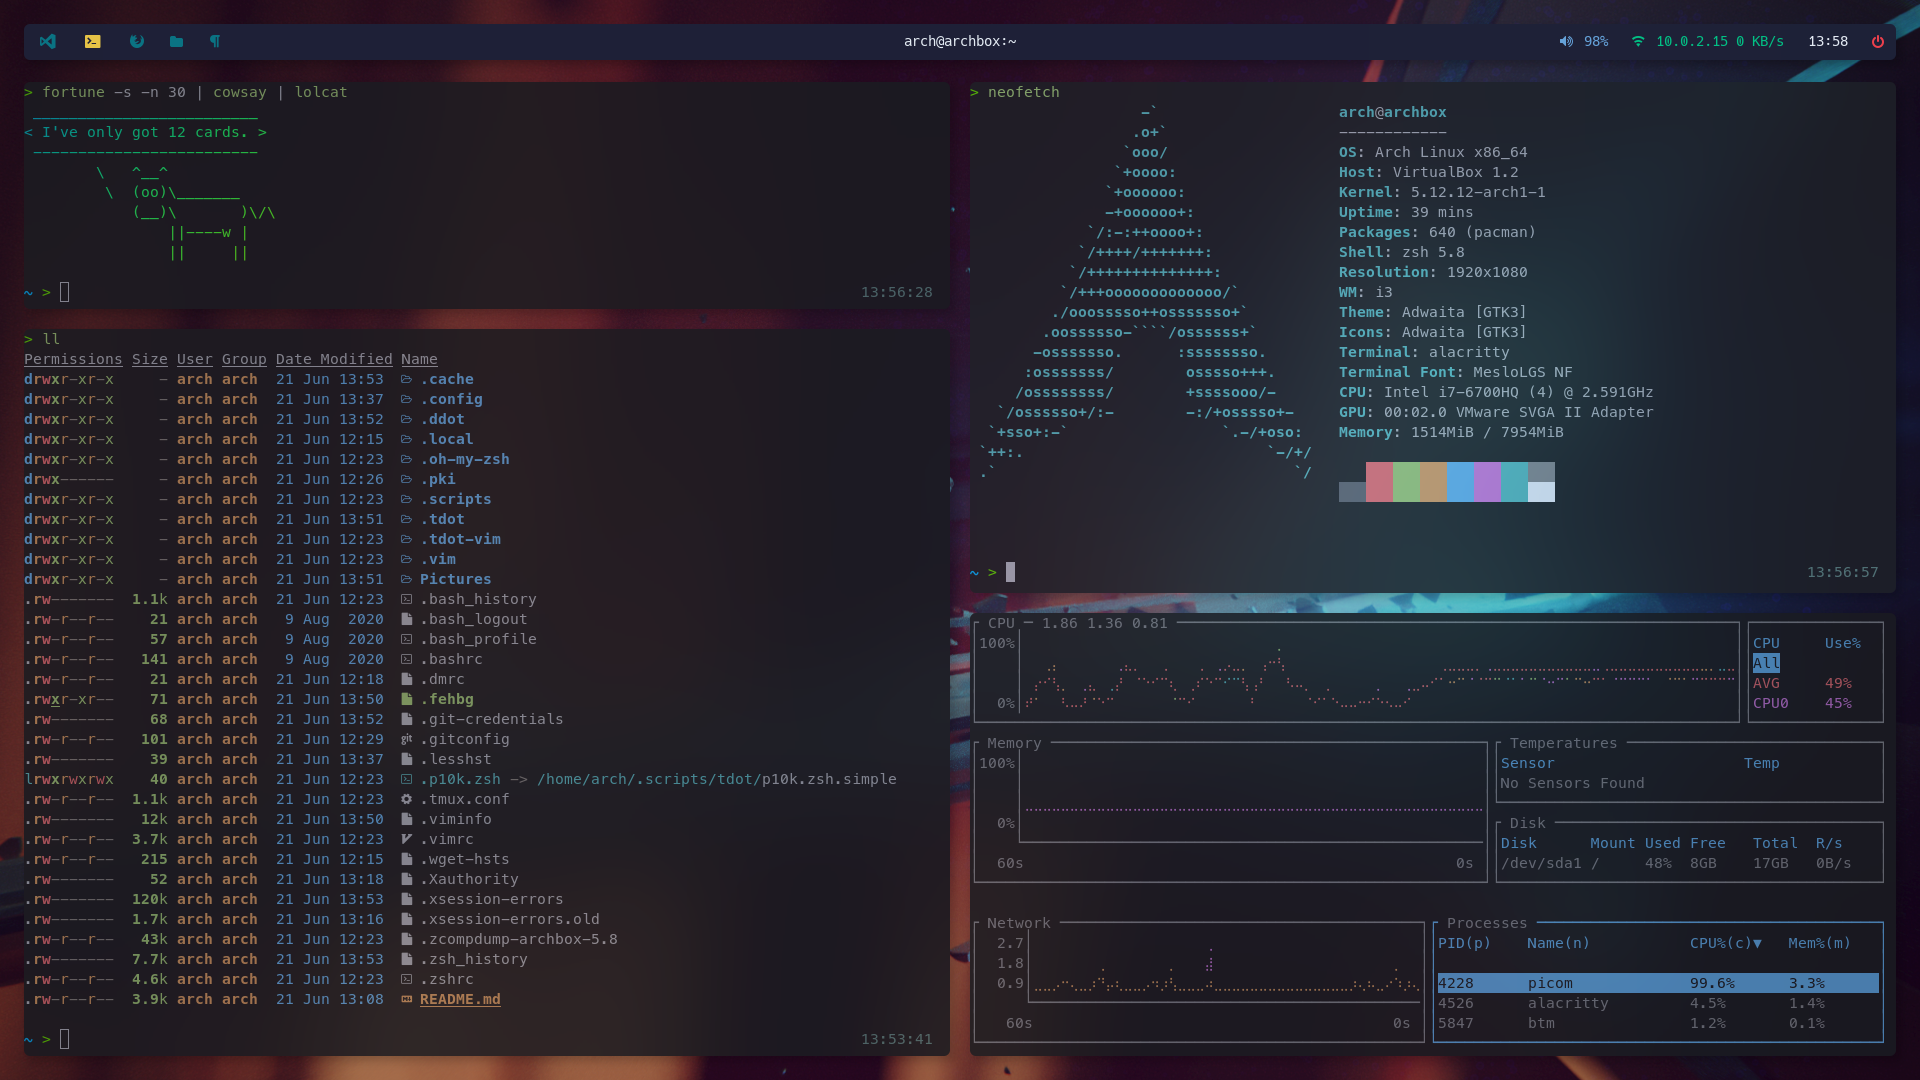 arch@archbox:~
98% 10.0.2.15 0 KB/s 13:58
> fortune -s -n 30 | cowsay | lolcat
 _________________________
< I've only got 12 cards. >
 -------------------------
        \   ^__^
         \  (oo)\_______
            (__)\       )\/\
                ||----w |
                ||     ||
~ > 13:56:28
> ll
Permissions Size User Group Date Modified Name
drwxr-xr-x - arch arch 21 Jun 13:53 .cache
drwxr-xr-x - arch arch 21 Jun 13:37 .config
drwxr-xr-x - arch arch 21 Jun 13:52 .ddot
drwxr-xr-x - arch arch 21 Jun 12:15 .local
drwxr-xr-x - arch arch 21 Jun 12:23 .oh-my-zsh
drwx------ - arch arch 21 Jun 12:26 .pki
drwxr-xr-x - arch arch 21 Jun 12:23 .scripts
drwxr-xr-x - arch arch 21 Jun 13:51 .tdot
drwxr-xr-x - arch arch 21 Jun 12:23 .tdot-vim
drwxr-xr-x - arch arch 21 Jun 12:23 .vim
drwxr-xr-x - arch arch 21 Jun 13:51 Pictures
.rw------- 1.1k arch arch 21 Jun 12:23 .bash_history
.rw-r--r-- 21 arch arch 9 Aug 2020 .bash_logout
.rw-r--r-- 57 arch arch 9 Aug 2020 .bash_profile
.rw-r--r-- 141 arch arch 9 Aug 2020 .bashrc
.rw-r--r-- 21 arch arch 21 Jun 12:18 .dmrc
.rwxr-xr-x 71 arch arch 21 Jun 13:50 .fehbg
.rw------- 68 arch arch 21 Jun 13:52 .git-credentials
.rw-r--r-- 101 arch arch 21 Jun 12:29 .gitconfig
.rw------- 39 arch arch 21 Jun 13:37 .lesshst
lrwxrwxrwx 40 arch arch 21 Jun 12:23 .p10k.zsh -> /home/arch/.scripts/tdot/p10k.zsh.simple
.rw-r--r-- 1.1k arch arch 21 Jun 12:23 .tmux.conf
.rw------- 12k arch arch 21 Jun 13:50 .viminfo
.rw-r--r-- 3.7k arch arch 21 Jun 12:23 .vimrc
.rw-r--r-- 215 arch arch 21 Jun 12:15 .wget-hsts
.rw------- 52 arch arch 21 Jun 13:18 .Xauthority
.rw------- 120k arch arch 21 Jun 13:53 .xsession-errors
.rw------- 1.7k arch arch 21 Jun 13:16 .xsession-errors.old
.rw-r--r-- 43k arch arch 21 Jun 12:23 .zcompdump-archbox-5.8
.rw------- 7.7k arch arch 21 Jun 13:53 .zsh_history
.rw-r--r-- 4.6k arch arch 21 Jun 12:23 .zshrc
.rw-r--r-- 3.9k arch arch 21 Jun 13:08 README.md
~ > 13:53:41
> neofetch
-` arch@archbox
.o+` ------------
`ooo/ OS: Arch Linux x86_64
`+oooo: Host: VirtualBox 1.2
`+oooooo: Kernel: 5.12.12-arch1-1
-+oooooo+: Uptime: 39 mins
`/:-:++oooo+: Packages: 640 (pacman)
`/++++/+++++++: Shell: zsh 5.8
`/++++++++++++++: Resolution: 1920x1080
`/+++ooooooooooooo/` WM: i3
./ooosssso++osssssso+` Theme: Adwaita [GTK3]
.oossssso-````/ossssss+` Icons: Adwaita [GTK3]
-osssssso.      :ssssssso. Terminal: alacritty
:osssssss/        osssso+++. Terminal Font: MesloLGS NF
/ossssssss/        +ssssooo/- CPU: Intel i7-6700HQ (4) @ 2.591GHz
`/ossssso+/:-        -:/+osssso+- GPU: 00:02.0 VMware SVGA II Adapter
`+sso+:-`                 `.-/+oso: Memory: 1514MiB / 7954MiB
`++:.                           `-/+/
.`                                 `/
~ > 13:56:57
CPU - 1.86 1.36 0.81
100%
0%
CPU Use%
All
AVG 49%
CPU0 45%
Memory
100%
0%
60s 0s
Temperatures
Sensor Temp
No Sensors Found
Disk
Disk Mount Used Free Total R/s
/dev/sda1 / 48% 8GB 17GB 0B/s
Network
2.7
1.8
0.9
60s 0s
Processes
PID(p) Name(n) CPU%(c)▼ Mem%(m)
4228 picom 99.6% 3.3%
4526 alacritty 4.5% 1.4%
5847 btm 1.2% 0.1%